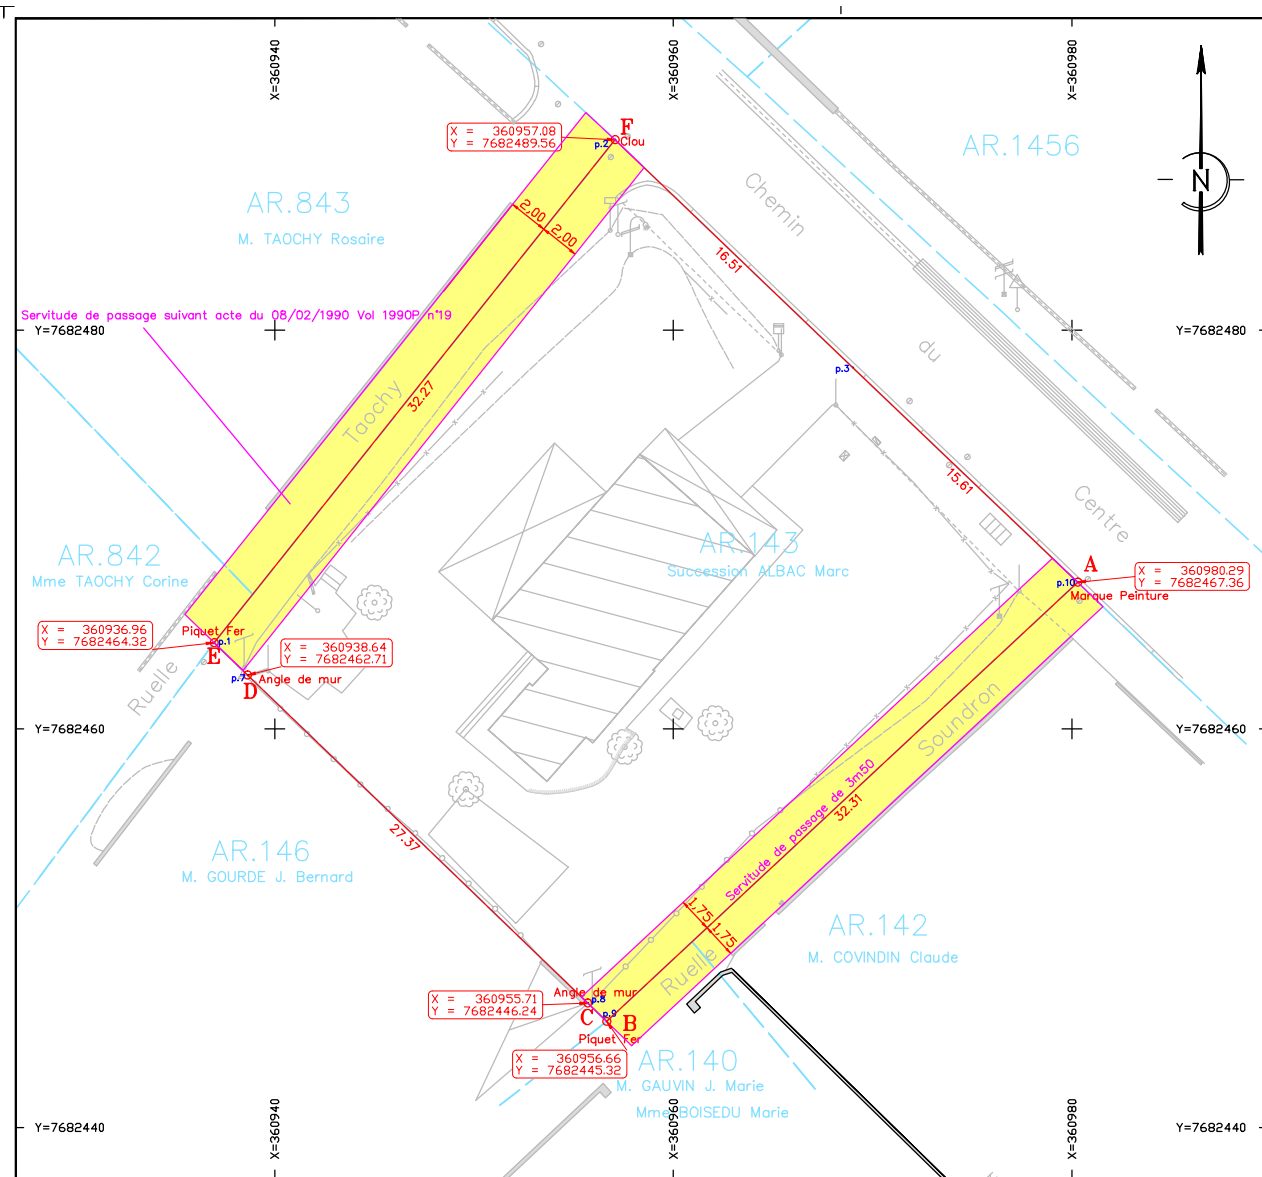 X=360940
X=360960
X=360980
X = 360957.08
Y = 7682489.56
F
Clou
p.2
AR.1456
N
Chemin
AR.843
M. TAOCHY Rosaire
2,00
2,00
16.51
Servitude de passage suivant acte du 08/02/1990 Vol 1990P n°19
Y=7682480
Y=7682480
du
p.3
Taochy
32.27
15.61
Centre
AR.842
Mme TAOCHY Corine
AR.143
Succession ALBAC Marc
A
X = 360980.29
Y = 7682467.36
p.10
Marque Peinture
X = 360936.96
Y = 7682464.32
Piquet Fer
p.1
E
X = 360938.64
Y = 7682462.71
p.7
Angle de mur
D
Ruelle
Soundron
Y=7682460
Y=7682460
Servitude de passage de 3m50
32.31
27.37
AR.146
M. GOURDE J. Bernard
1,75
1,75
AR.142
M. COVINDIN Claude
Ruelle
X = 360955.71
Y = 7682446.24
Angle de mur
p.8
C
p.9
B
Piquet Fer
X = 360956.66
Y = 7682445.32
AR.140
M. GAUVIN J. Marie
Mme BOISEDU Marie
Y=7682440
Y=7682440
X=360940
X=360960
X=360980